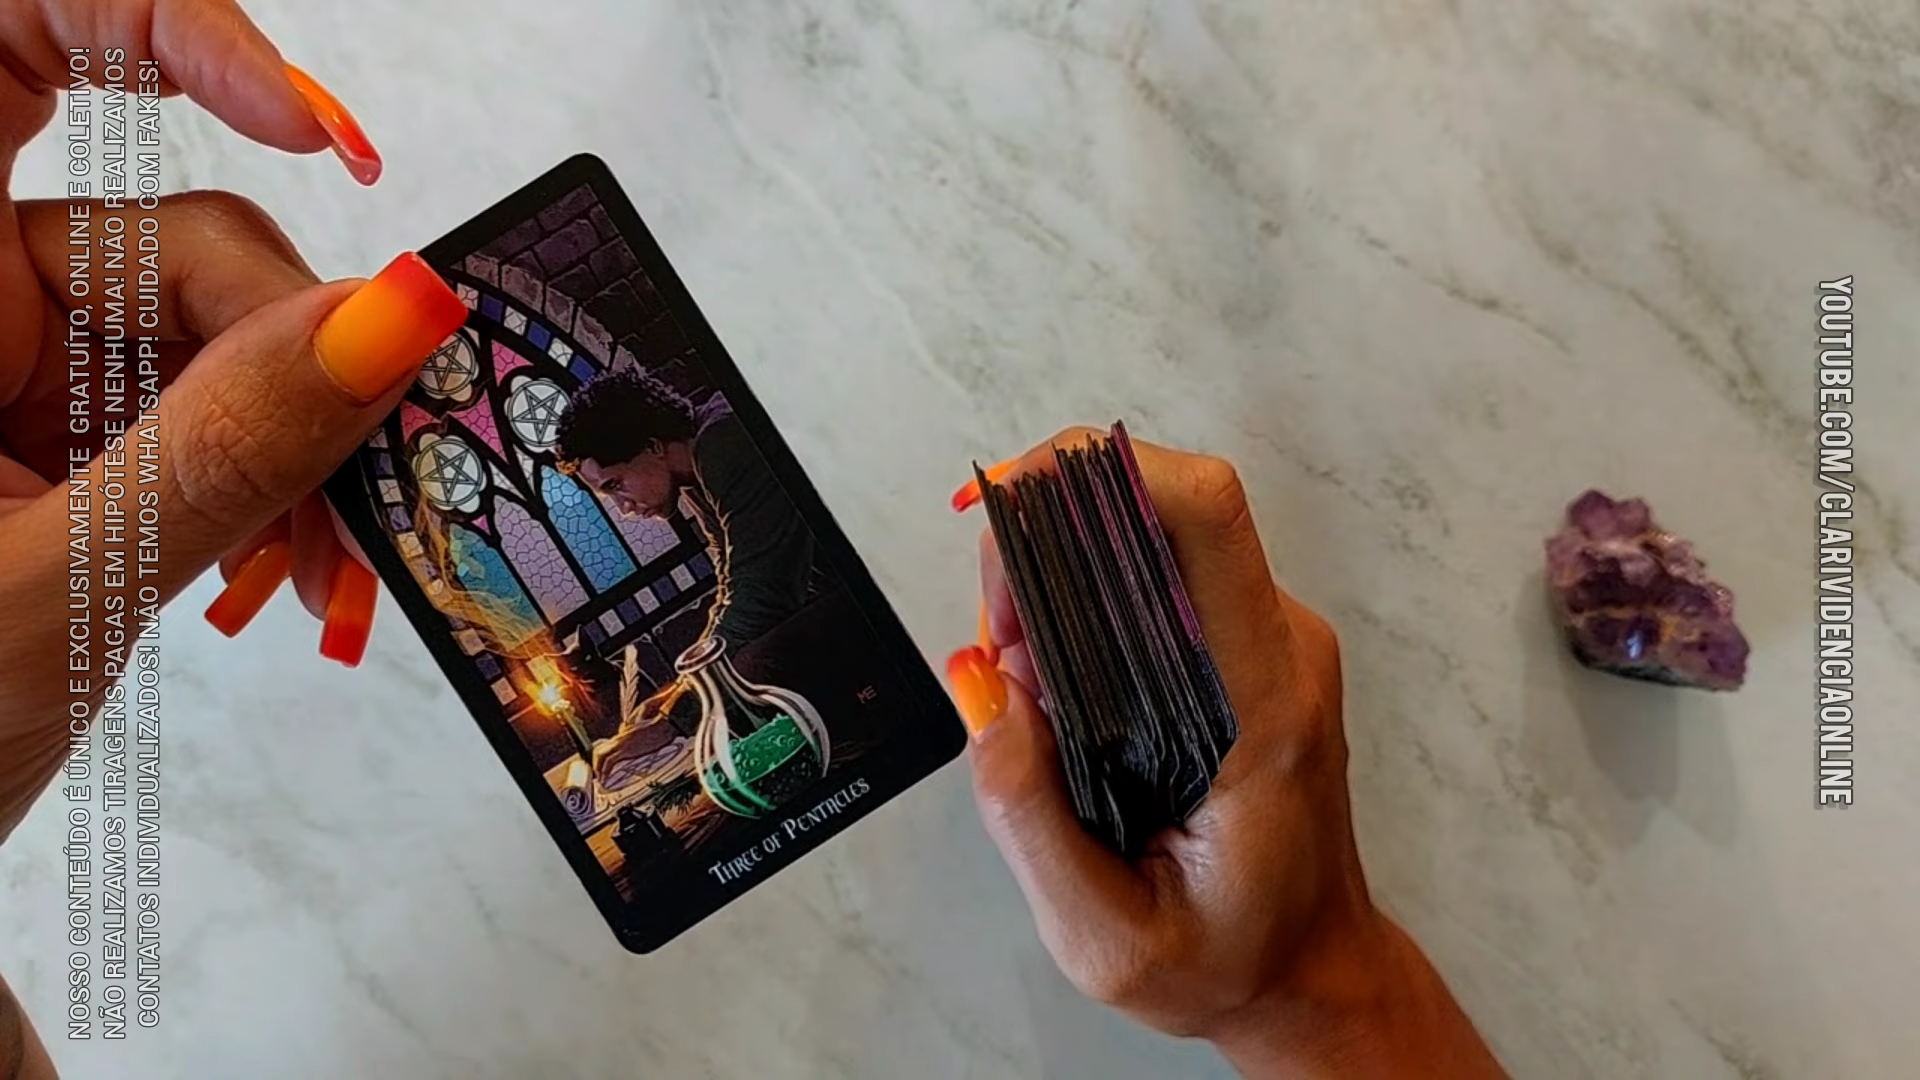 NOSSO CONTEÚDO É ÚNICO E EXCLUSIVAMENTE GRATUÍTO, ONLINE E COLETIVO!
NÃO REALIZAMOS TIRAGENS PAGAS EM HIPÓTESE NENHUMA! NÃO REALIZAMOS
CONTATOS INDIVIDUALIZADOS! NÃO TEMOS WHATSAPP! CUIDADO COM FAKES!
THREE OF PENTACLES
ME
YOUTUBE.COM/CLARIVIDENCIAONLINE